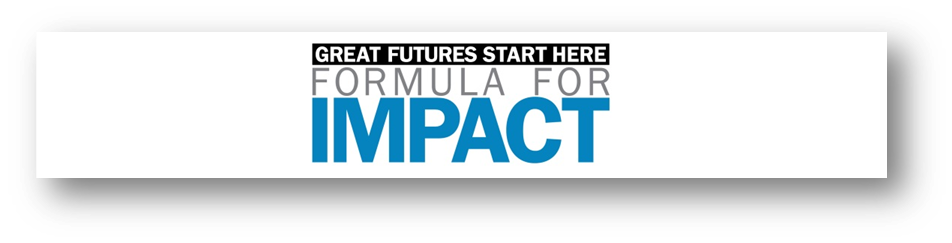 GREAT FUTURES START HERE
FORMULA FOR
IMPACT